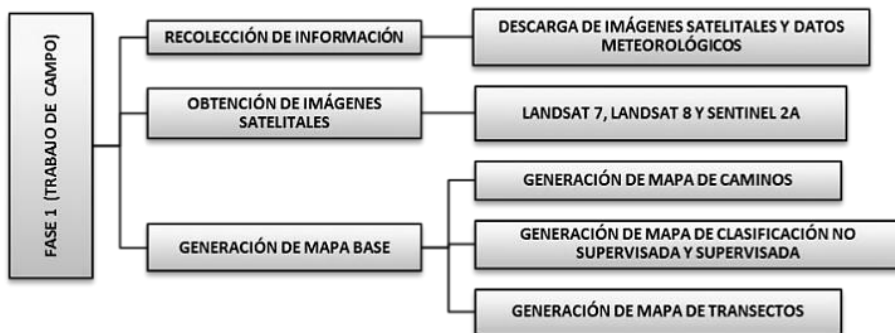 FASE 1 (TRABAJO DE CAMPO)
RECOLECCIÓN DE INFORMACIÓN
DESCARGA DE IMÁGENES SATELITALES Y DATOS
METEOROLÓGICOS
OBTENCIÓN DE IMÁGENES
SATELITALES
LANDSAT 7, LANDSAT 8 Y SENTINEL 2A
GENERACIÓN DE MAPA BASE
GENERACIÓN DE MAPA DE CAMINOS
GENERACIÓN DE MAPA DE CLASIFICACIÓN NO
SUPERVISADA Y SUPERVISADA
GENERACIÓN DE MAPA DE TRANSECTOS